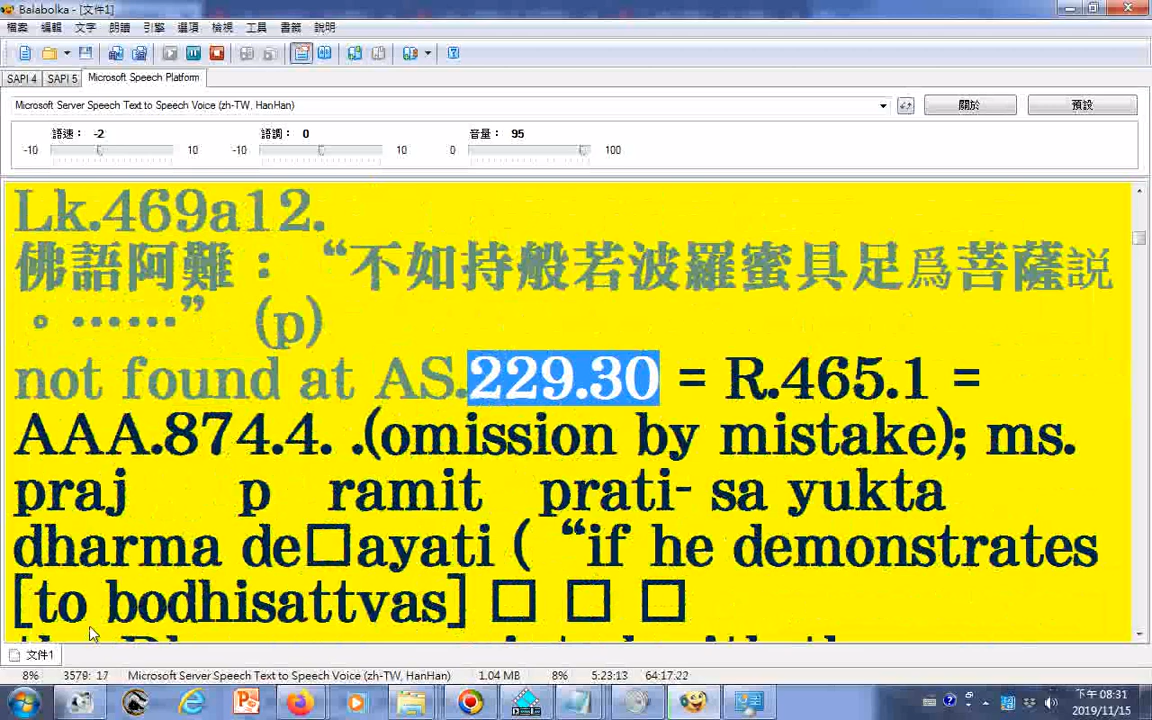 Balabolka - [文件1]
檔案 編輯 文字 朗讀 引擎 選項 檢視 工具 書籤 說明
SAPI 4 SAPI 5 Microsoft Speech Platform
Microsoft Server Speech Text to Speech Voice (zh-TW, HanHan) 關於 預設
語速： -2 語調： 0 音量： 95
-10 10 -10 10 0 100
Lk.469a12.
佛語阿難：“不如持般若波羅蜜具足爲菩薩説
。……” (p)
not found at AS.229.30 = R.465.1 =
AAA.874.4. .(omission by mistake); ms.
praj p ramit prati- sa yukta
dharma de□ayati ( “if he demonstrates
[to bodhisattvas] □ □ □
文件1
8% 3579: 17 Microsoft Server Speech Text to Speech Voice (zh-TW, HanHan) 1.04 MB 8% 5:23:13 64:17:22
下午 08:31
2019/11/15